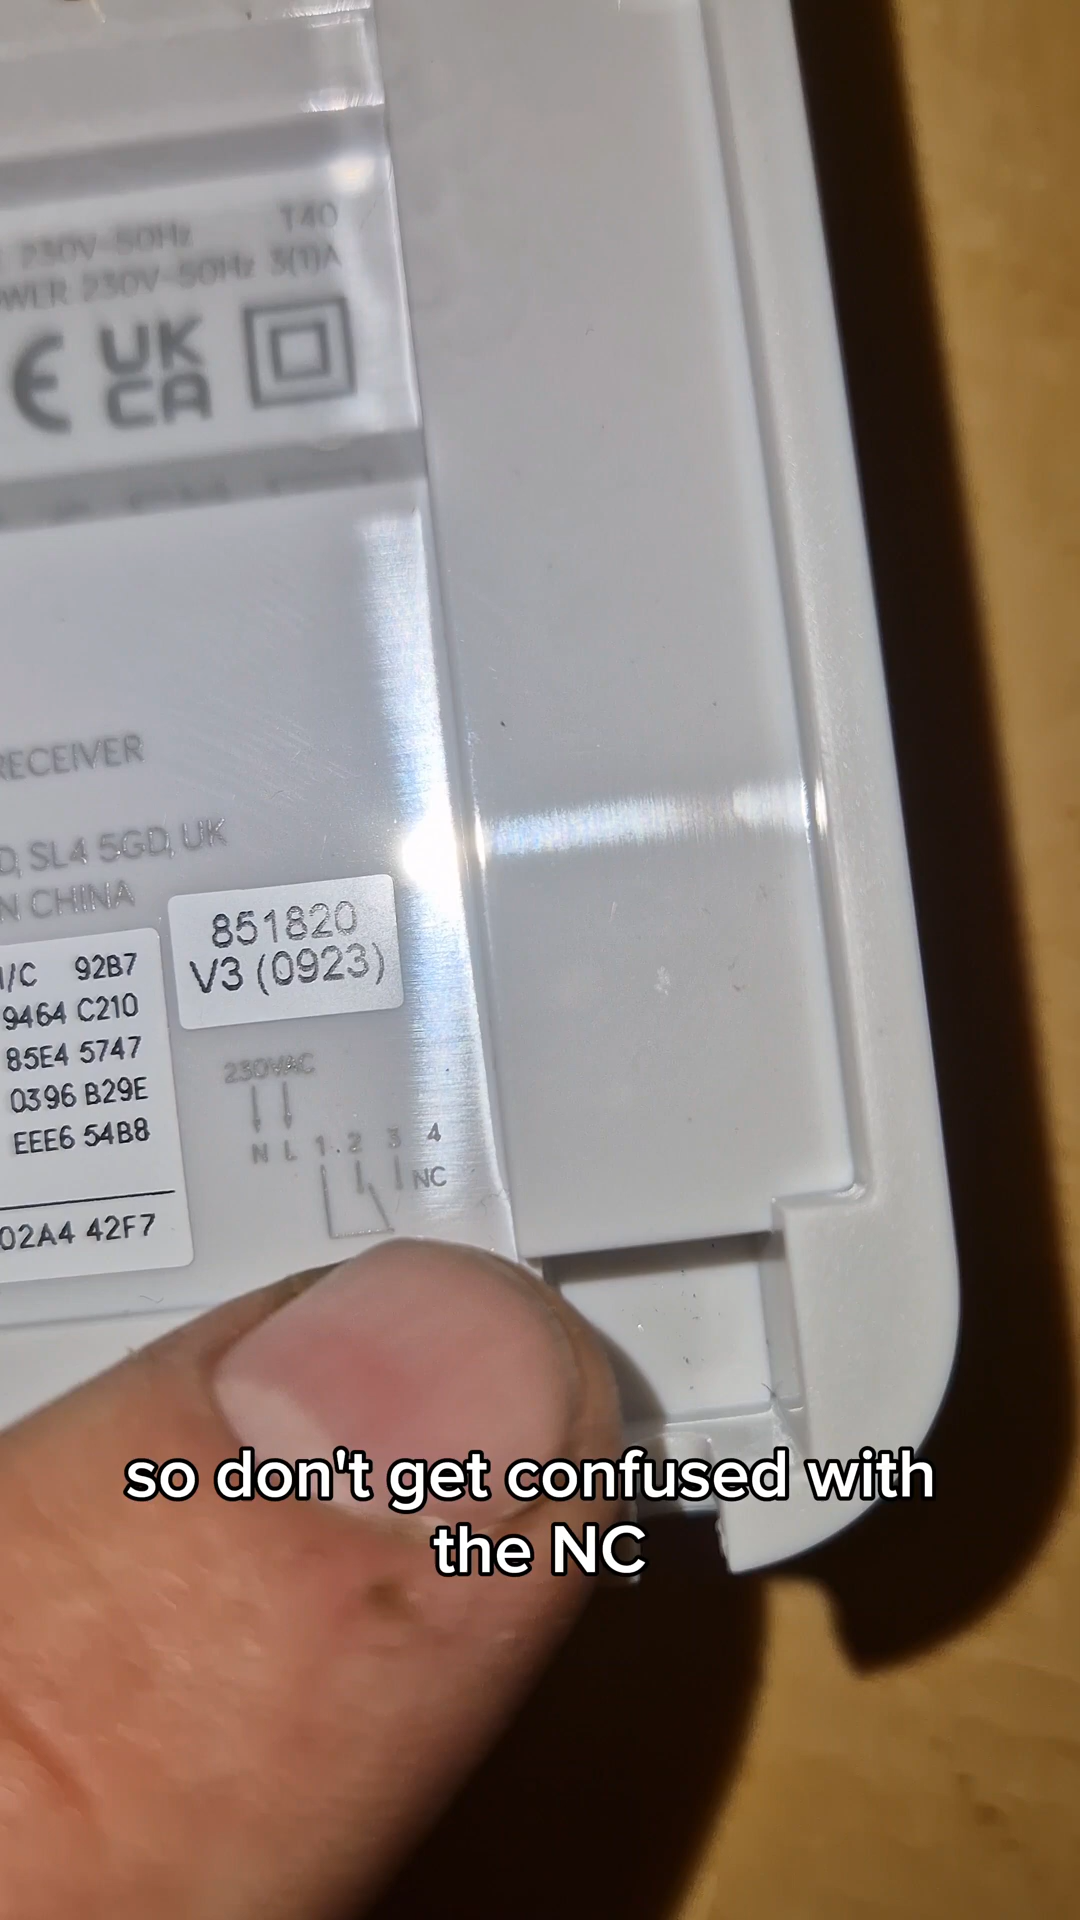 230V~50Hz T40
WER 230V~50Hz 3(1)A
CE UK
CA
RECEIVER
D, SL4 5GD, UK
N CHINA
851820
V3 (0923)
I/C 92B7
9464 C210
85E4 5747
0396 B29E
EEE6 54B8
02A4 42F7
230VAC
N L 1 . 2 3 4
NC
so don't get confused with
the NC